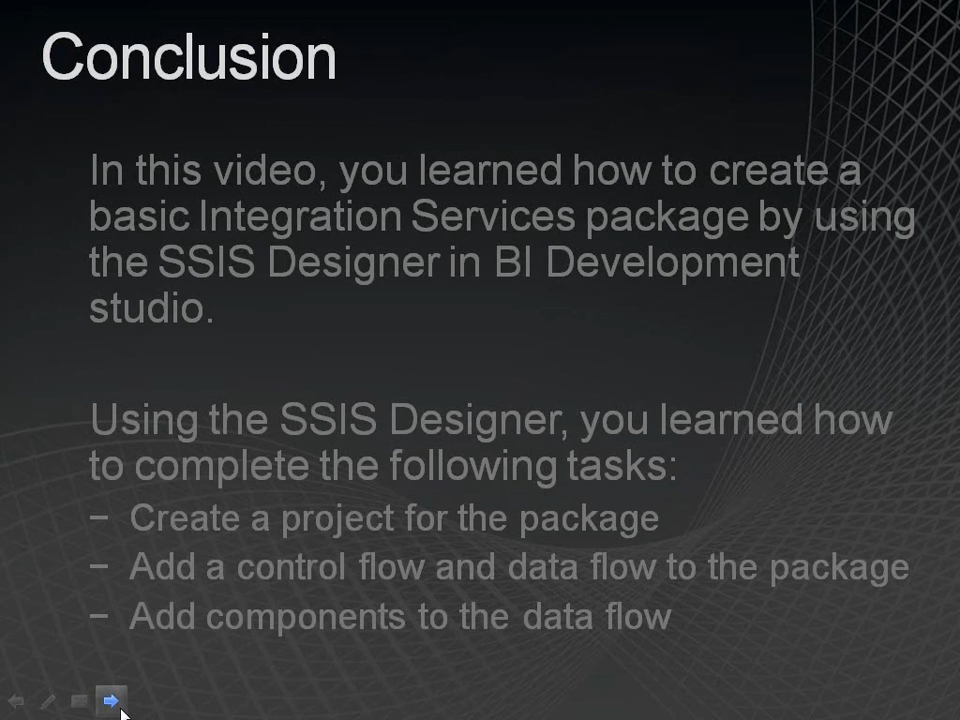 Conclusion
In this video, you learned how to create a
basic Integration Services package by using
the SSIS Designer in BI Development
studio.
Using the SSIS Designer, you learned how
to complete the following tasks:
− Create a project for the package
− Add a control flow and data flow to the package
− Add components to the data flow